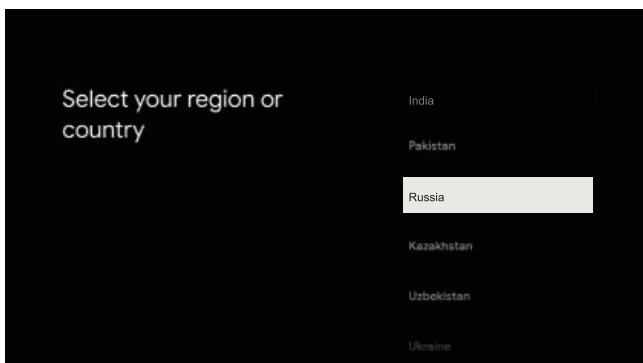 Select your region or
country
India
Pakistan
Russia
Kazakhstan
Uzbekistan
Ukraine